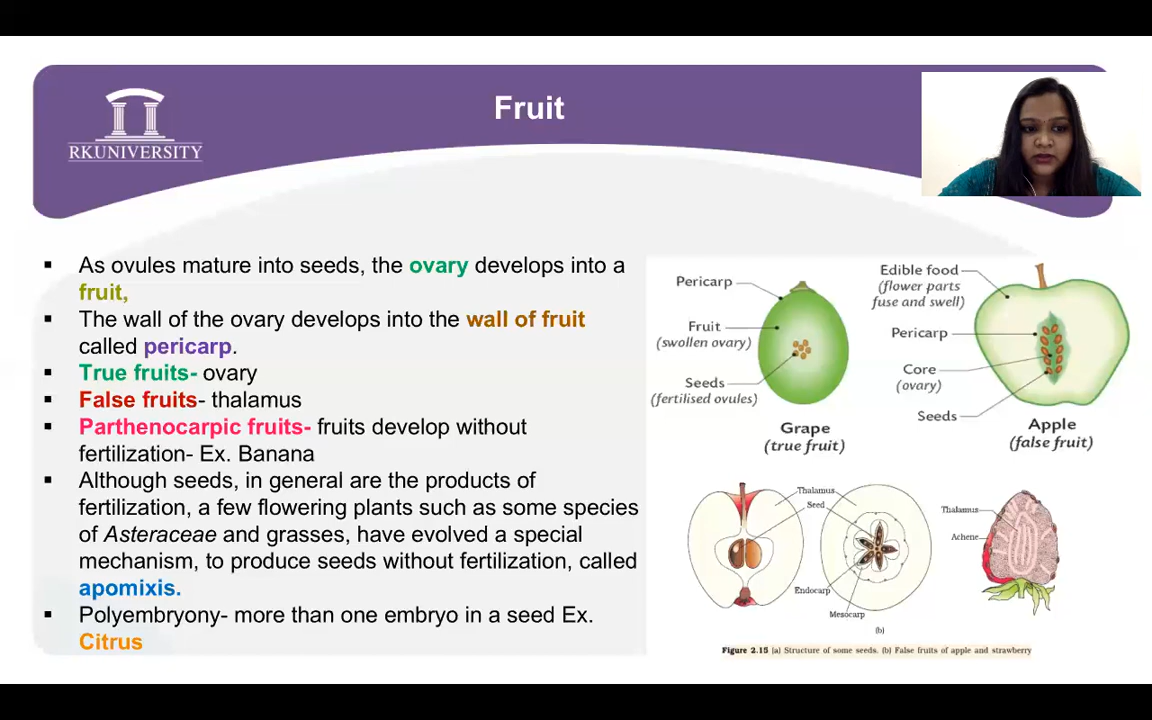 Fruit
RKUNIVERSITY
▪ As ovules mature into seeds, the ovary develops into a
fruit,
▪ The wall of the ovary develops into the wall of fruit
called pericarp.
▪ True fruits- ovary
▪ False fruits- thalamus
▪ Parthenocarpic fruits- fruits develop without
fertilization- Ex. Banana
▪ Although seeds, in general are the products of
fertilization, a few flowering plants such as some species
of Asteraceae and grasses, have evolved a special
mechanism, to produce seeds without fertilization, called
apomixis.
▪ Polyembryony- more than one embryo in a seed Ex.
Citrus
Pericarp
Fruit
(swollen ovary)
Seeds
(fertilised ovules)
Grape
(true fruit)
Edible food
(flower parts
fuse and swell)
Pericarp
Core
(ovary)
Seeds
Apple
(false fruit)
Thalamus
Seed
Endocarp
Mesocarp
(b)
Thalamus
Achene
Figure 2.15 (a) Structure of some seeds. (b) False fruits of apple and strawberry